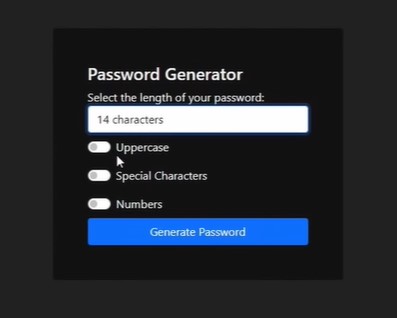 Password Generator
Select the length of your password:
14 characters
Uppercase
Special Characters
Numbers
Generate Password